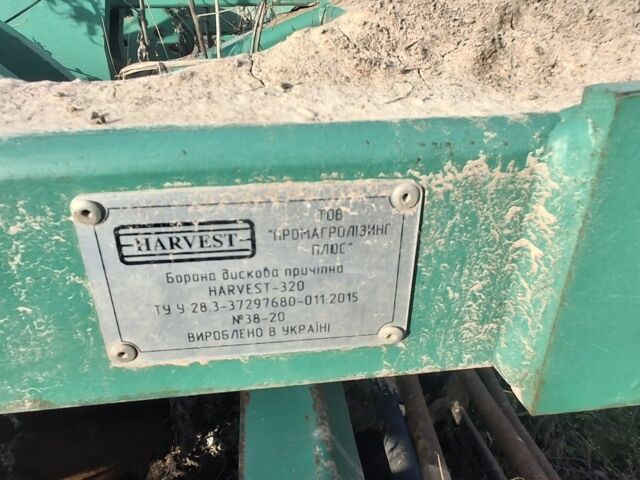 HARVEST
ТОВ
"ПРОМАГРОЛІЗИНГ
ПЛЮС"
Борона дискова причіпна
HARVEST-320
ТУ У 28.3-37297680-011:2015
№38-20
ВИРОБЛЕНО В УКРАЇНІ